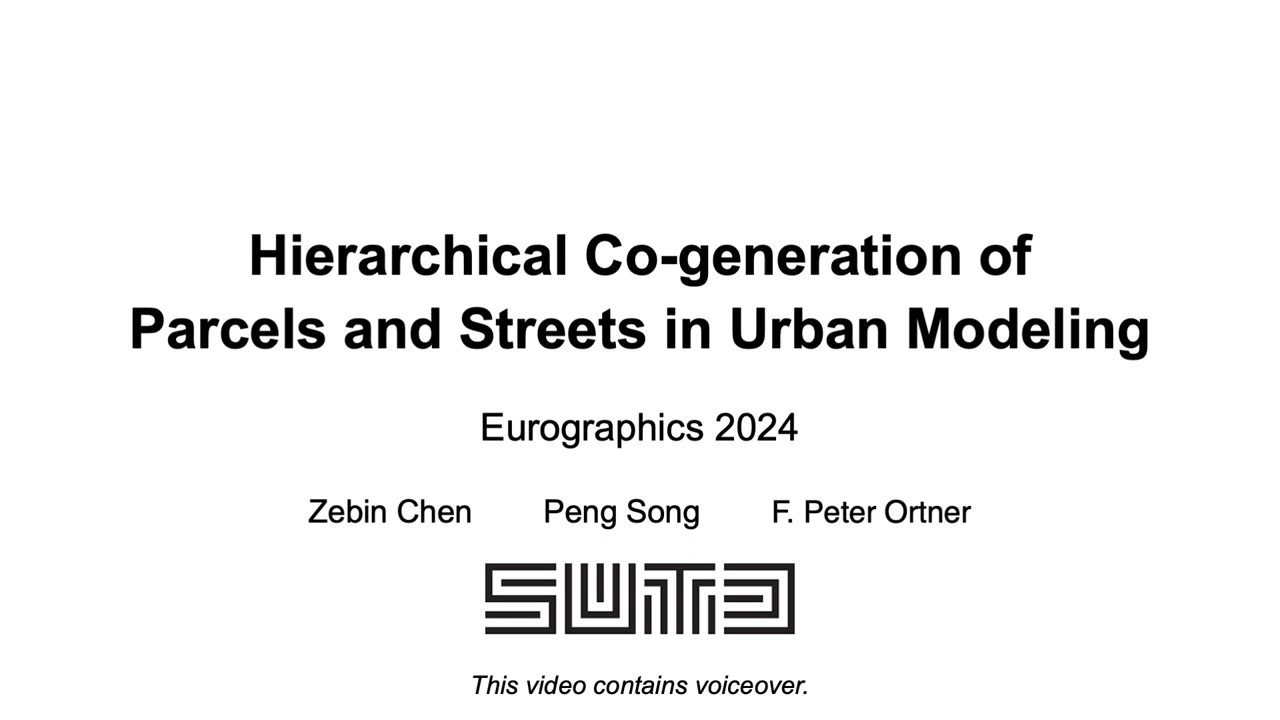 Hierarchical Co-generation of
Parcels and Streets in Urban Modeling
Eurographics 2024
Zebin Chen Peng Song F. Peter Ortner
SUTD
This video contains voiceover.